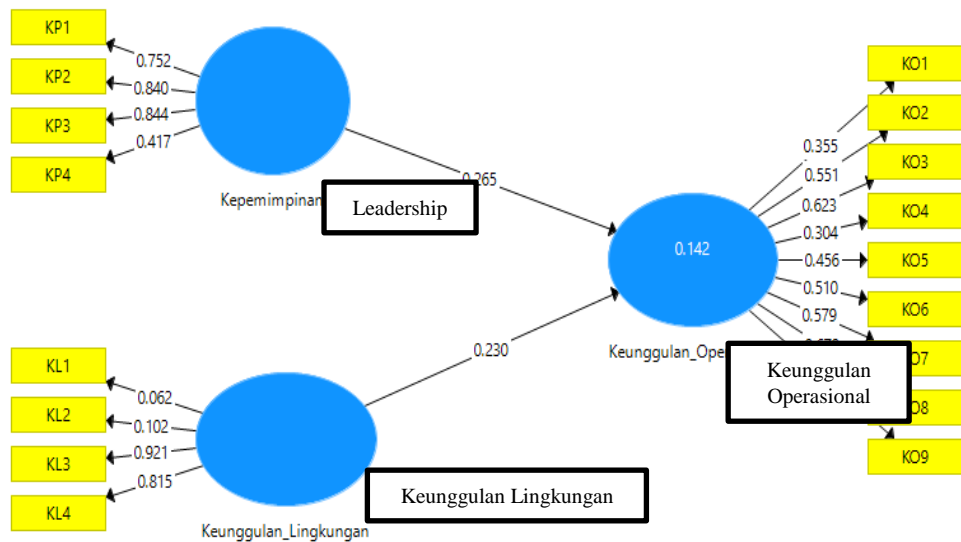 KP1
KP2
KP3
KP4
0.752
0.840
0.844
0.417
Kepemimpinan
Leadership
0.265
KL1
KL2
KL3
KL4
0.062
0.102
0.921
0.815
Keunggulan_Lingkungan
Keunggulan Lingkungan
0.230
0.142
Keunggulan_Ope
Keunggulan
Operasional
0.355
0.551
0.623
0.304
0.456
0.510
0.579
KO1
KO2
KO3
KO4
KO5
KO6
O7
O8
KO9